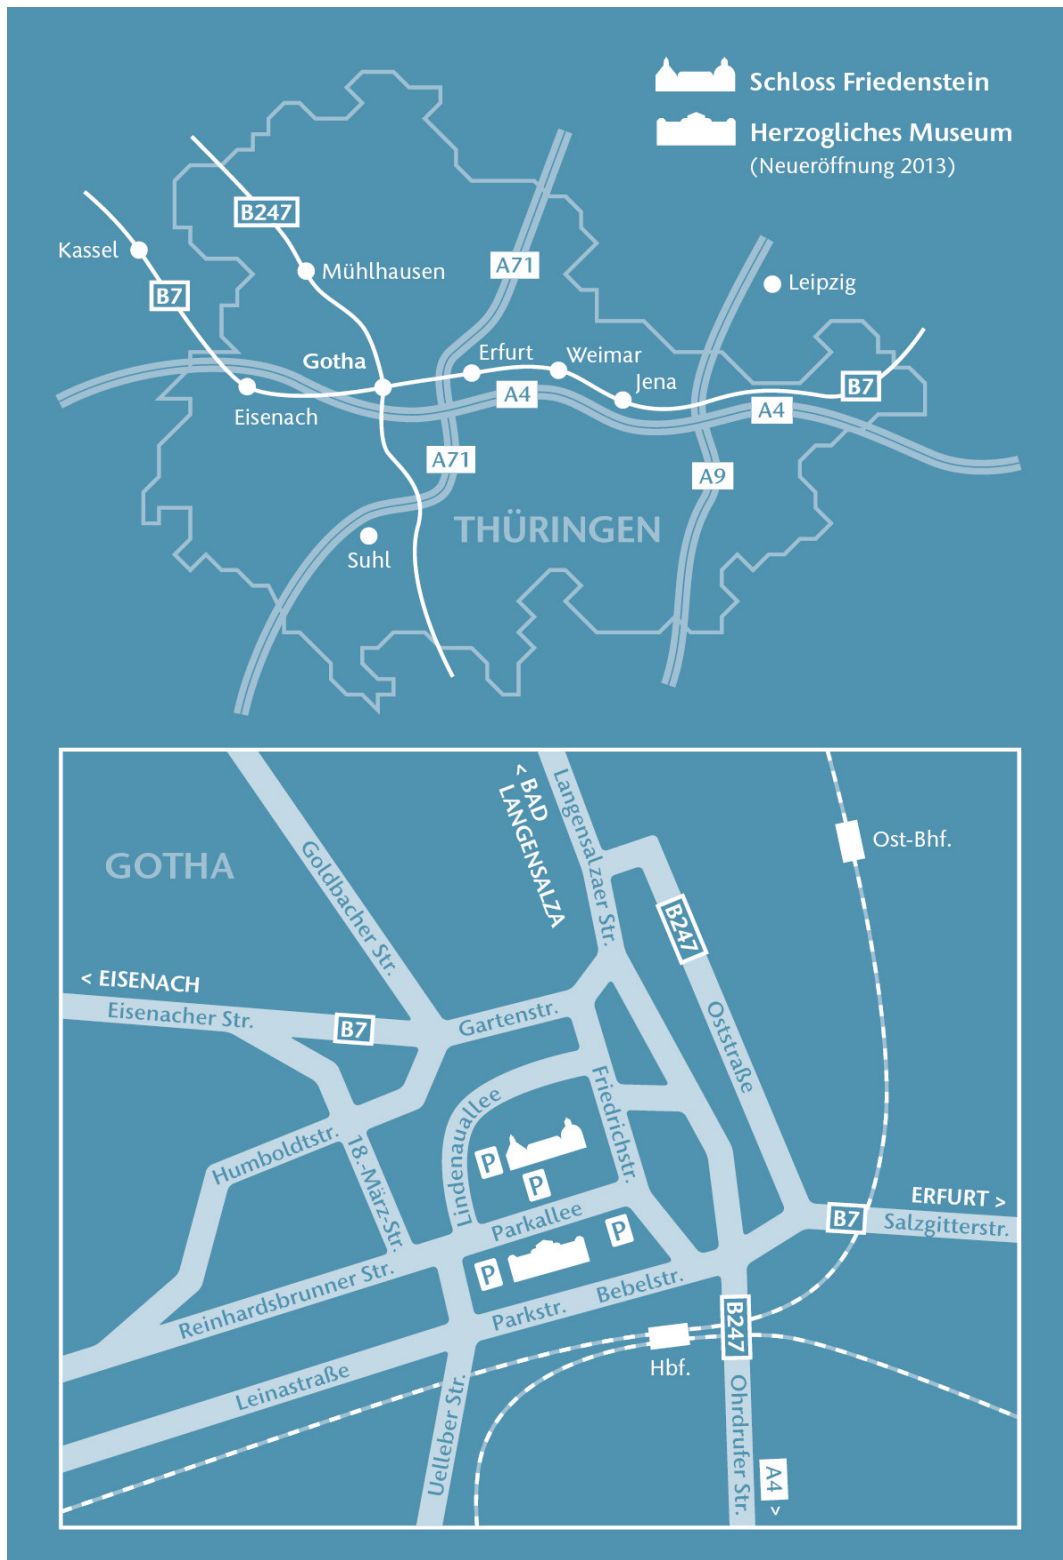 Schloss Friedenstein
Herzogliches Museum
(Neueröffnung 2013)
B247
Kassel
Mühlhausen
A71
Leipzig
B7
Gotha
Erfurt
Weimar
Jena
B7
Eisenach
A4
A4
A71
A9
THÜRINGEN
Suhl
< BAD
LANGENSALZA
Langensalzaer Str.
Ost-Bhf.
GOTHA
Goldbacher Str.
B247
< EISENACH
Eisenacher Str.
B7
Gartenstr.
Oststraße
Friedrichstr.
Lindenauallee
Humboldtstr.
18.-März-Str.
P
P
ERFURT >
B7
Salzgitterstr.
Parkallee
P
P
Reinhardsbrunner Str.
Parkstr.
Bebelstr.
B247
Hbf.
Leinastraße
Uelleber Str.
Ohrdrufer Str.
A4 >